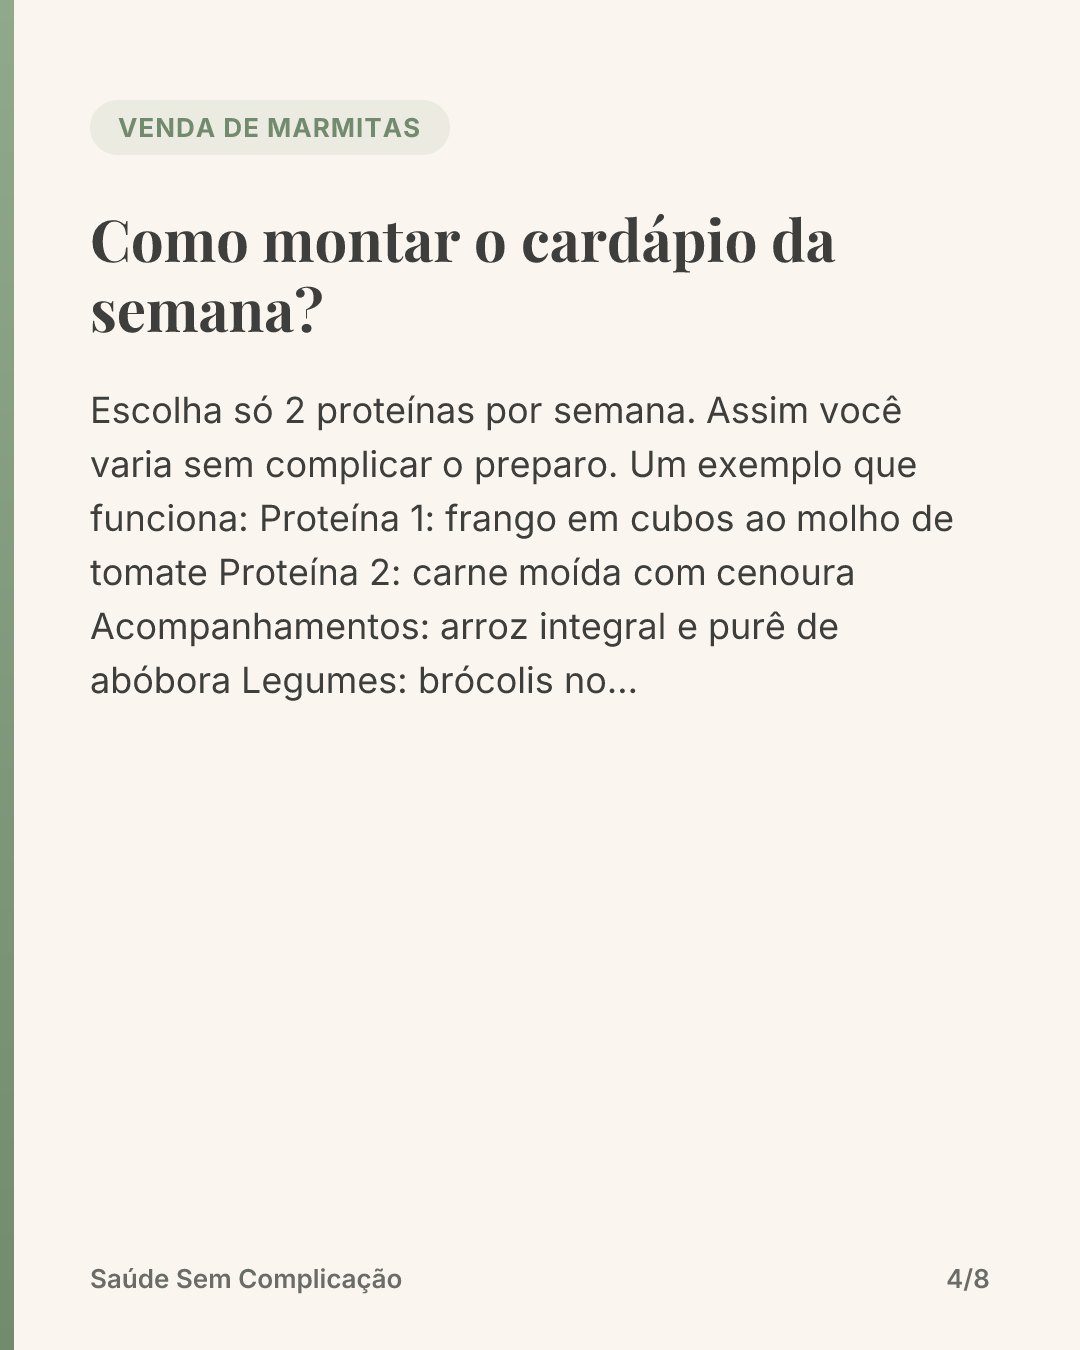 VENDA DE MARMITAS
Como montar o cardápio da
semana?
Escolha só 2 proteínas por semana. Assim você
varia sem complicar o preparo. Um exemplo que
funciona: Proteína 1: frango em cubos ao molho de
tomate Proteína 2: carne moída com cenoura
Acompanhamentos: arroz integral e purê de
abóbora Legumes: brócolis no...
Saúde Sem Complicação
4/8